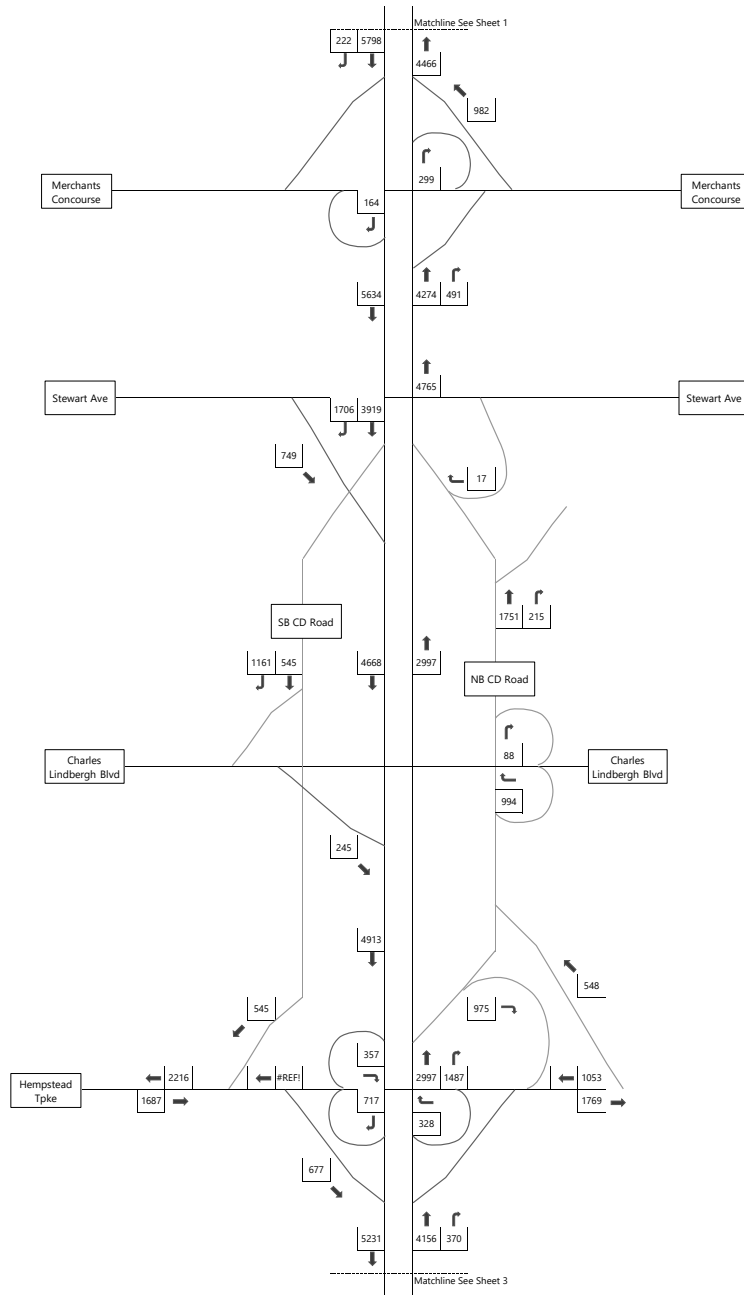 Matchline See Sheet 1
222 5798
4466
982
299
Merchants
Concourse
Merchants
Concourse
164
5634
4274 491
4765
Stewart Ave
Stewart Ave
1706 3919
749
17
1751 215
SB CD Road
1161 545
4668
2997
NB CD Road
88
Charles
Lindbergh Blvd
Charles
Lindbergh Blvd
994
245
4913
548
545
975
357
2216
#REF!
2997 1487
1053
Hempstead
Tpke
1687
717
1769
328
677
5231
4156 370
Matchline See Sheet 3